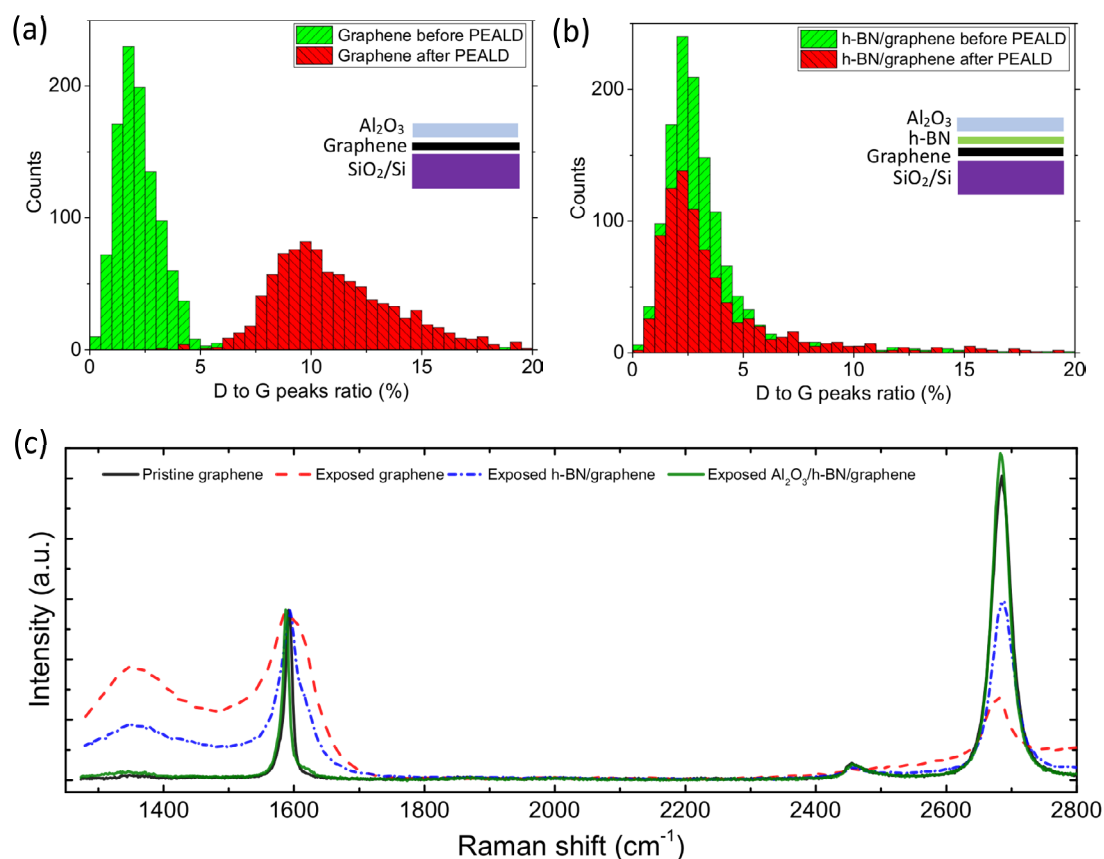 (a)
Graphene before PEALD
Graphene after PEALD
Al₂O₃
Graphene
SiO₂/Si
Counts
200
100
0
0 5 10 15 20
D to G peaks ratio (%)
(b)
h-BN/graphene before PEALD
h-BN/graphene after PEALD
Al₂O₃
h-BN
Graphene
SiO₂/Si
Counts
200
100
0
0 5 10 15 20
D to G peaks ratio (%)
(c)
Pristine graphene Exposed graphene Exposed h-BN/graphene Exposed Al₂O₃/h-BN/graphene
Intensity (a.u.)
1400 1600 1800 2000 2200 2400 2600 2800
Raman shift (cm⁻¹)